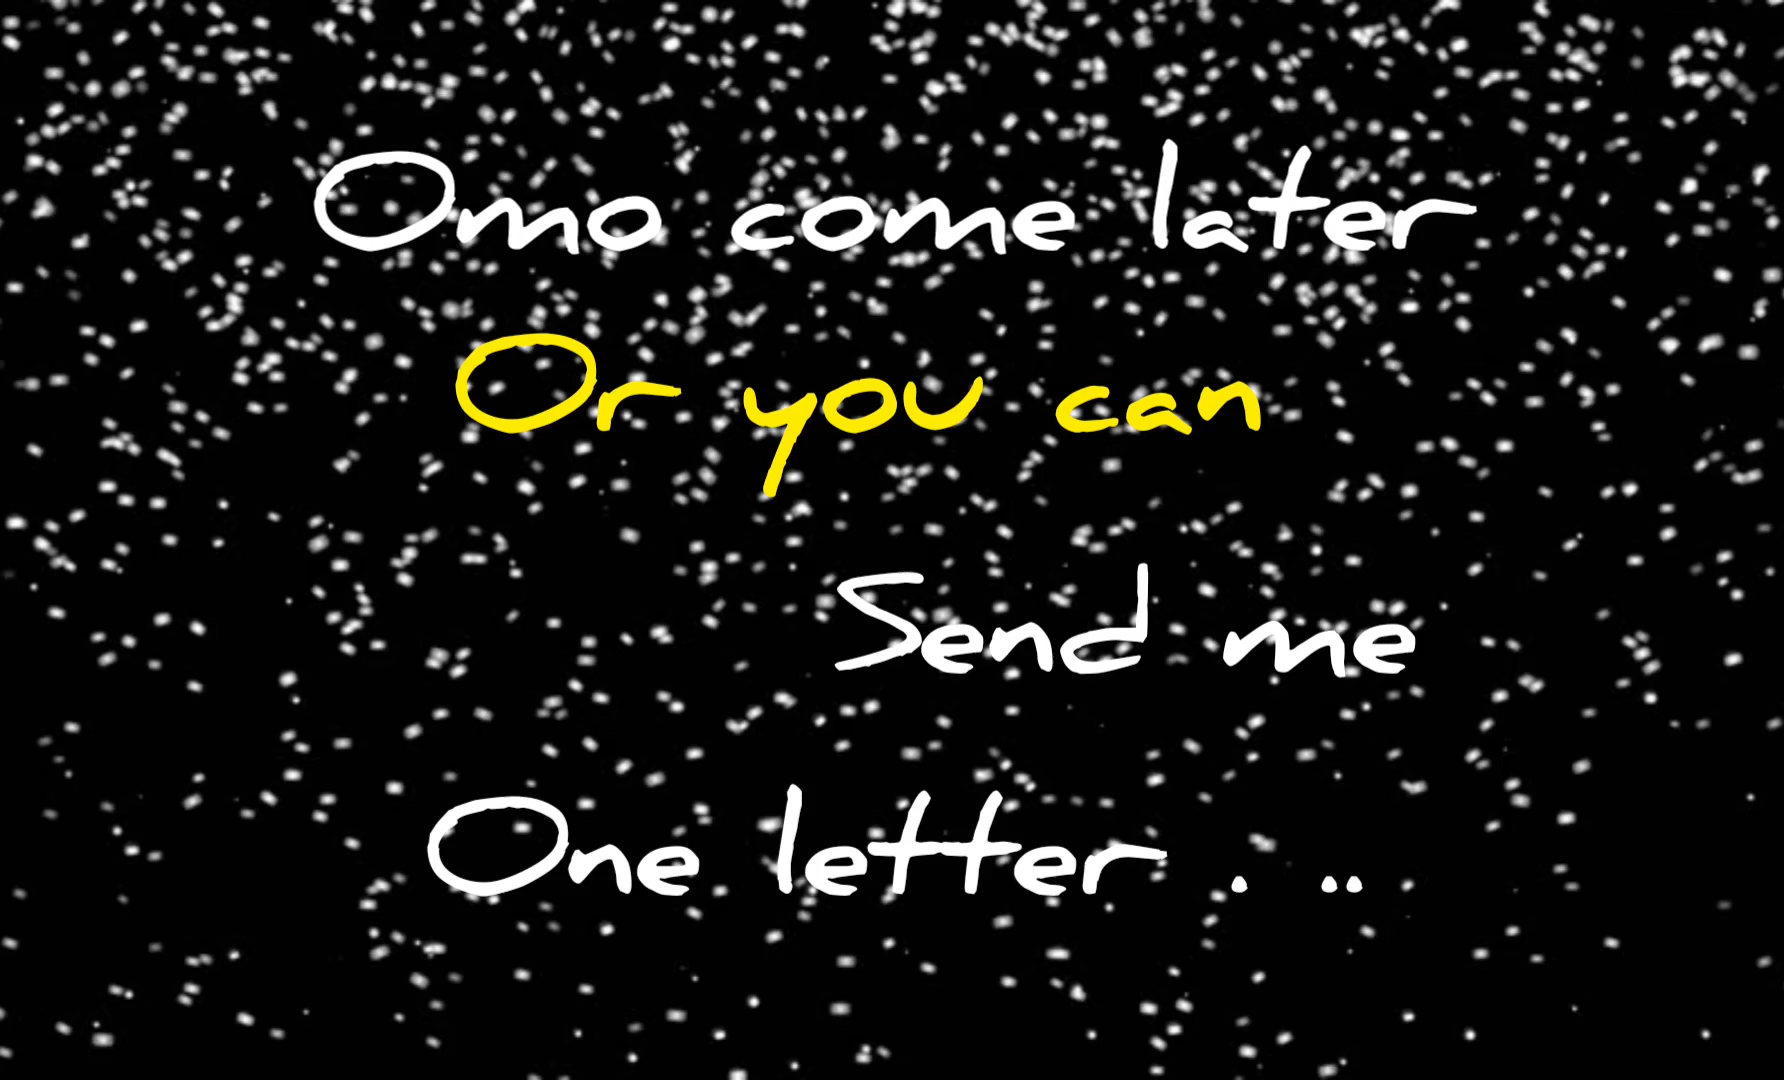 Omo come later
Or you can
Send me
One letter . ..